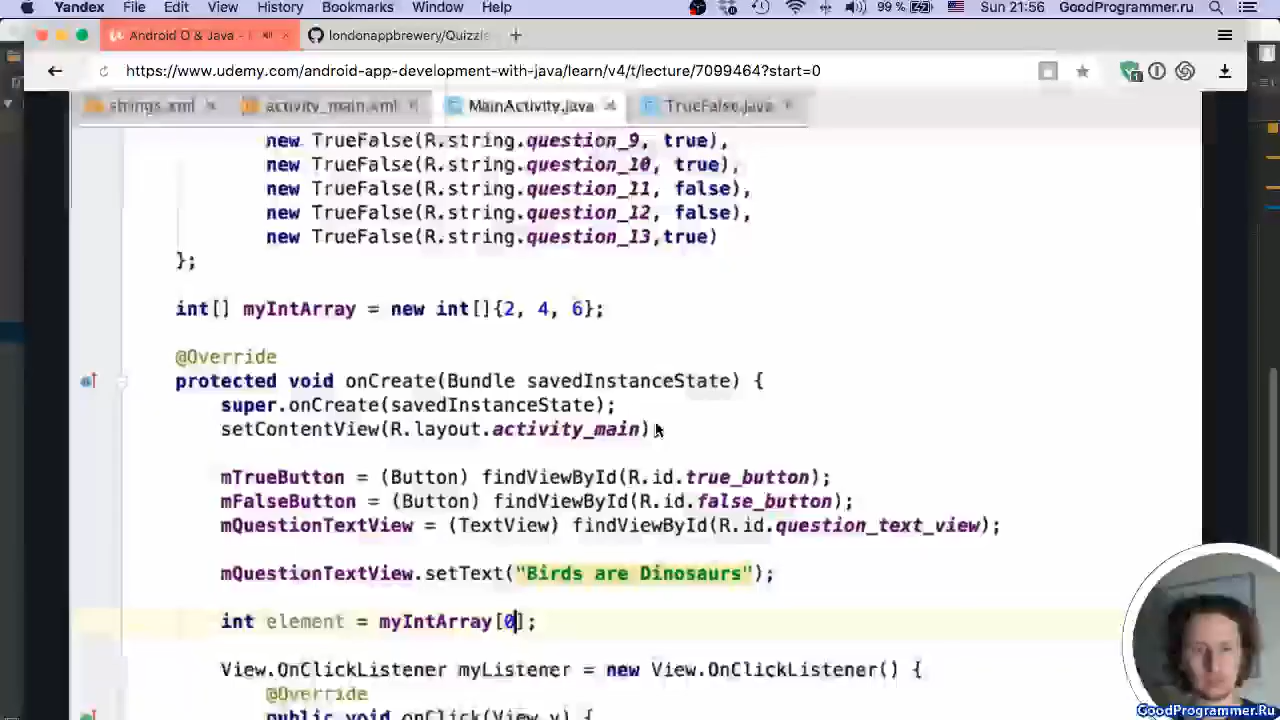 Yandex File Edit View History Bookmarks Window Help 99 % Sun 21:56 GoodProgrammer.ru
Android O & Java - londonappbrewery/Quizzle
https://www.udemy.com/android-app-development-with-java/learn/v4/t/lecture/7099464?start=0
strings.xml activity_main.xml MainActivity.java TrueFalse.java
new TrueFalse(R.string.question_9, true),
new TrueFalse(R.string.question_10, true),
new TrueFalse(R.string.question_11, false),
new TrueFalse(R.string.question_12, false),
new TrueFalse(R.string.question_13,true)
};
int[] myIntArray = new int[]{2, 4, 6};
@Override
protected void onCreate(Bundle savedInstanceState) {
super.onCreate(savedInstanceState);
setContentView(R.layout.activity_main)
mTrueButton = (Button) findViewById(R.id.true_button);
mFalseButton = (Button) findViewById(R.id.false_button);
mQuestionTextView = (TextView) findViewById(R.id.question_text_view);
mQuestionTextView.setText("Birds are Dinosaurs");
int element = myIntArray[0];
View.OnClickListener myListener = new View.OnClickListener() {
@Override
public void onClick(View v) {
GoodProgrammer.Ru